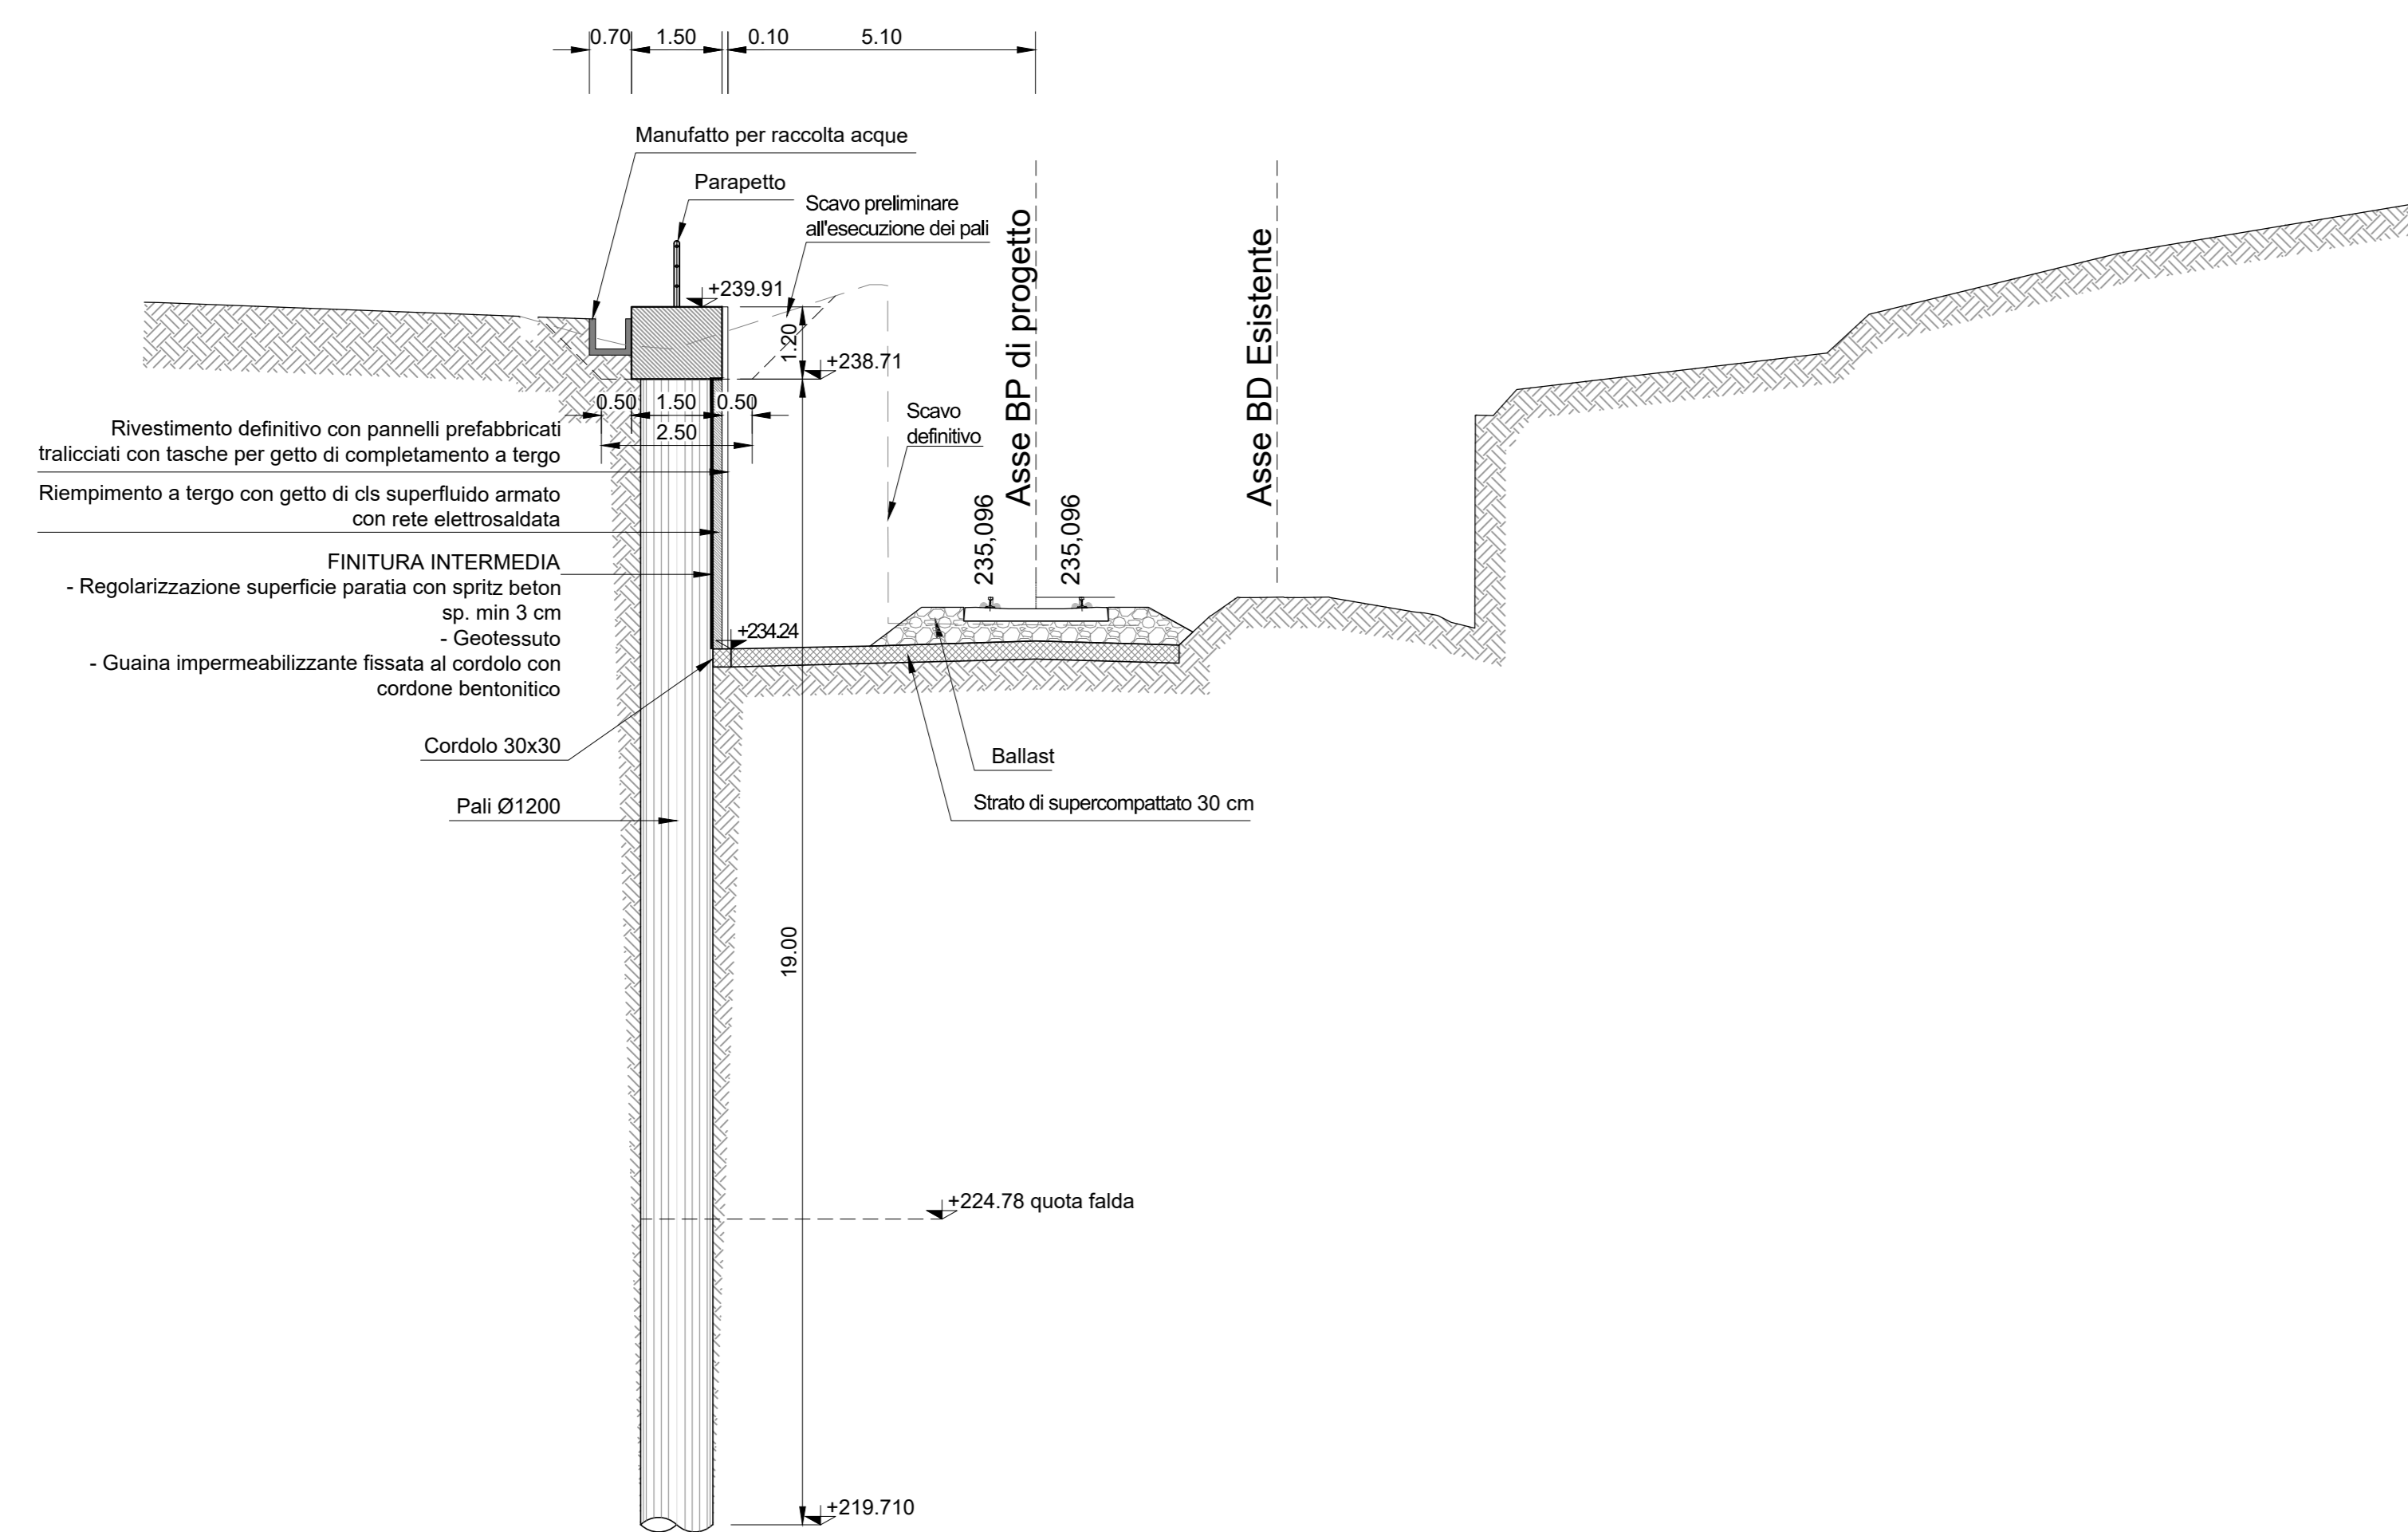 0.70 1.50 0.10 5.10
Manufatto per raccolta acque
Parapetto
Scavo preliminare
all'esecuzione dei pali
Asse BP di progetto
Asse BD Esistente
+239.91
1.20
+238.71
0.50 1.50 0.50
2.50
Scavo
definitivo
Rivestimento definitivo con pannelli prefabbricati
tralicciati con tasche per getto di completamento a tergo
Riempimento a tergo con getto di cls superfluido armato
con rete elettrosaldata
235,096 235,096
FINITURA INTERMEDIA
- Regolarizzazione superficie paratia con spritz beton
sp. min 3 cm
- Geotessuto
- Guaina impermeabilizzante fissata al cordolo con
cordone bentonitico
+234.24
Cordolo 30x30
Ballast
Pali Ø1200
Strato di supercompattato 30 cm
19.00
+224.78 quota falda
+219.710